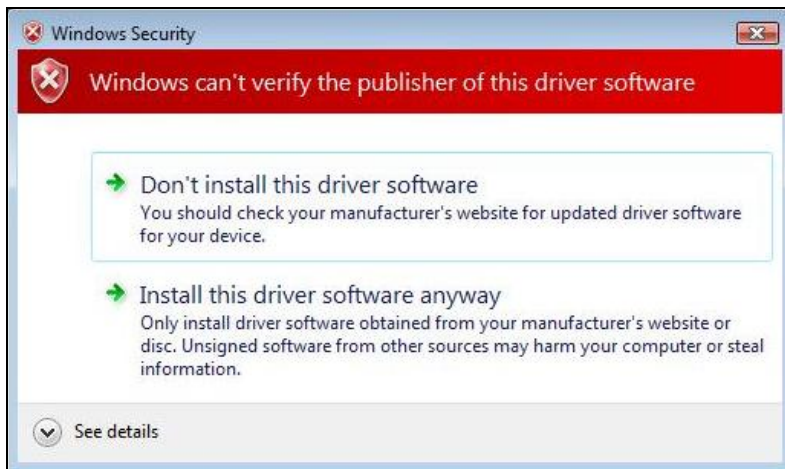 Windows Security
Windows can't verify the publisher of this driver software
Don't install this driver software
You should check your manufacturer's website for updated driver software
for your device.
Install this driver software anyway
Only install driver software obtained from your manufacturer's website or
disc. Unsigned software from other sources may harm your computer or steal
information.
See details